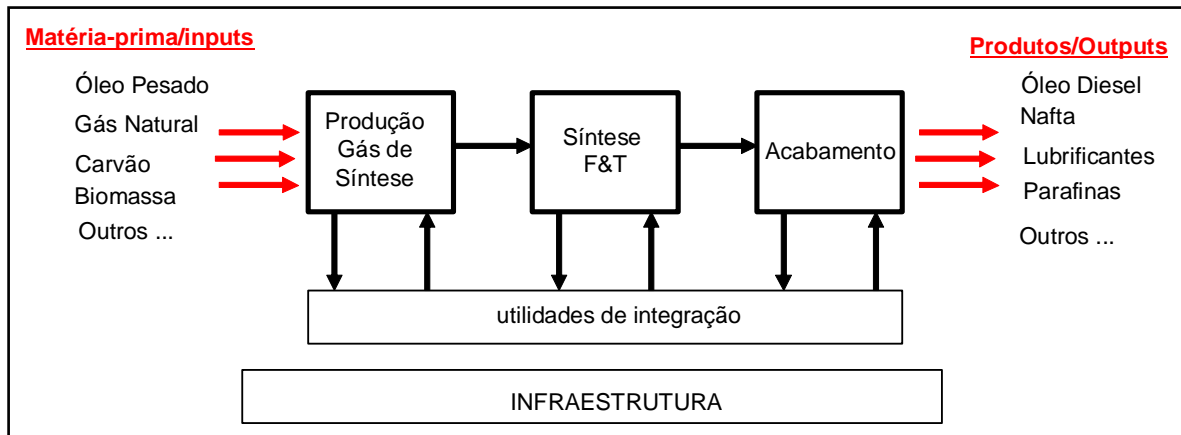 Matéria-prima/inputs
Óleo Pesado
Gás Natural
Carvão
Biomassa
Outros ...
Produção
Gás de
Síntese
Síntese
F&T
Acabamento
Produtos/Outputs
Óleo Diesel
Nafta
Lubrificantes
Parafinas
Outros ...
utilidades de integração
INFRAESTRUTURA